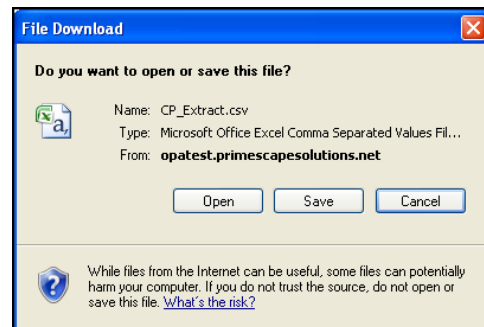 File Download
Do you want to open or save this file?
Name: CP_Extract.csv
Type: Microsoft Office Excel Comma Separated Values Fil...
From: opatest.primescapesolutions.net
Open Save Cancel
While files from the Internet can be useful, some files can potentially
harm your computer. If you do not trust the source, do not open or
save this file. What's the risk?